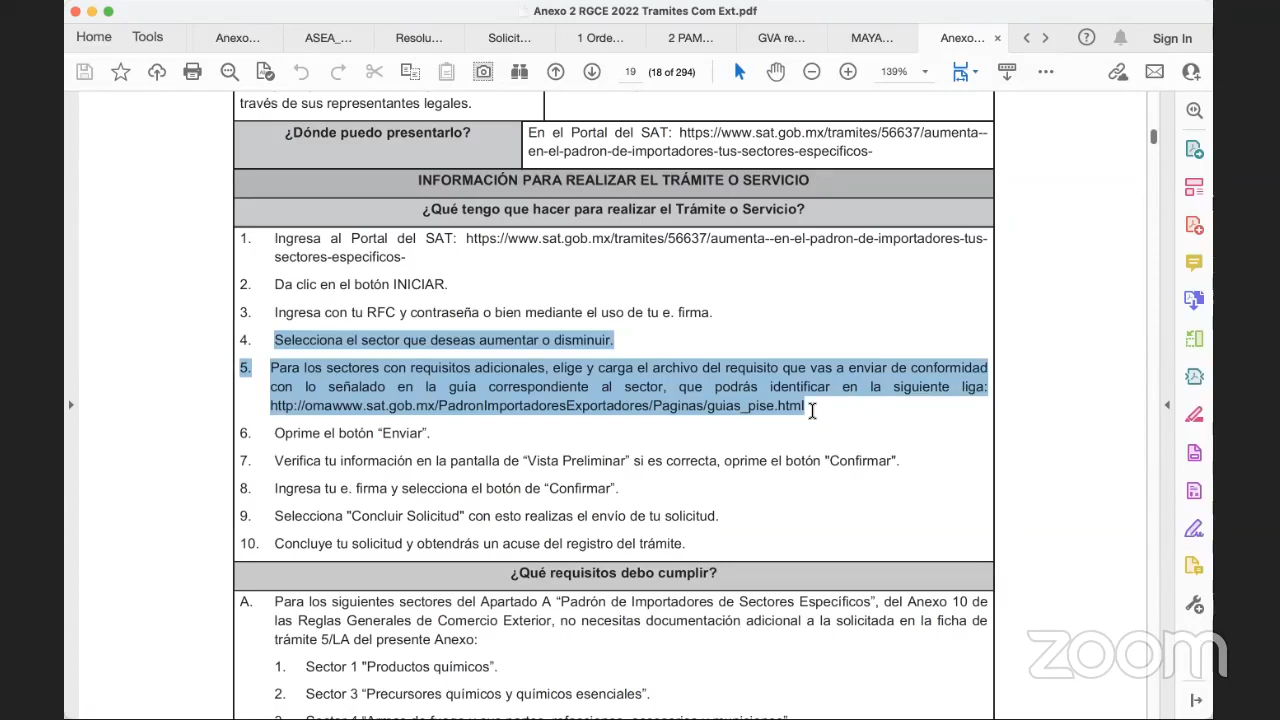 Anexo 2 RGCE 2022 Tramites Com Ext.pdf
Home Tools Anexo... ASEA_... Resolu... Solicit... 1 Orde... 2 PAM... GVA re... MAYA... Anexo... × Sign In
19 (18 of 294) 139%
través de sus representantes legales.
¿Dónde puedo presentarlo?
En el Portal del SAT: https://www.sat.gob.mx/tramites/56637/aumenta--
en-el-padron-de-importadores-tus-sectores-especificos-
INFORMACIÓN PARA REALIZAR EL TRÁMITE O SERVICIO
¿Qué tengo que hacer para realizar el Trámite o Servicio?
1. Ingresa al Portal del SAT: https://www.sat.gob.mx/tramites/56637/aumenta--en-el-padron-de-importadores-tus-
sectores-especificos-
2. Da clic en el botón INICIAR.
3. Ingresa con tu RFC y contraseña o bien mediante el uso de tu e. firma.
4. Selecciona el sector que deseas aumentar o disminuir.
5. Para los sectores con requisitos adicionales, elige y carga el archivo del requisito que vas a enviar de conformidad
con lo señalado en la guía correspondiente al sector, que podrás identificar en la siguiente liga:
http://omawww.sat.gob.mx/PadronImportadoresExportadores/Paginas/guias_pise.html
6. Oprime el botón “Enviar”.
7. Verifica tu información en la pantalla de “Vista Preliminar” si es correcta, oprime el botón "Confirmar".
8. Ingresa tu e. firma y selecciona el botón de “Confirmar”.
9. Selecciona "Concluir Solicitud" con esto realizas el envío de tu solicitud.
10. Concluye tu solicitud y obtendrás un acuse del registro del trámite.
¿Qué requisitos debo cumplir?
A. Para los siguientes sectores del Apartado A “Padrón de Importadores de Sectores Específicos”, del Anexo 10 de
las Reglas Generales de Comercio Exterior, no necesitas documentación adicional a la solicitada en la ficha de
trámite 5/LA del presente Anexo:
1. Sector 1 "Productos químicos”.
2. Sector 3 “Precursores químicos y químicos esenciales”.
3. Sector 4 “Armas de fuego y sus partes, refacciones, accesorios y municiones”.
zoom